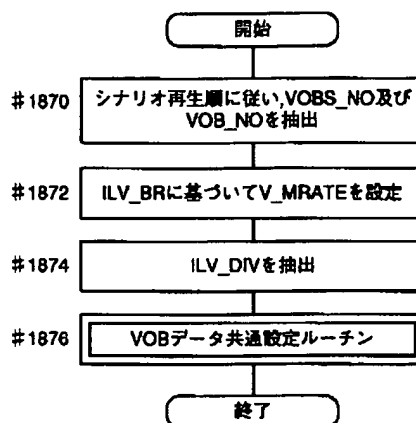 開始
#1870
シナリオ再生順に従い,VOBS_NO及び
VOB_NOを抽出
#1872
ILV_BRに基づいてV_MRATEを設定
#1874
ILV_DIVを抽出
#1876
VOBデータ共通設定ルーチン
終了